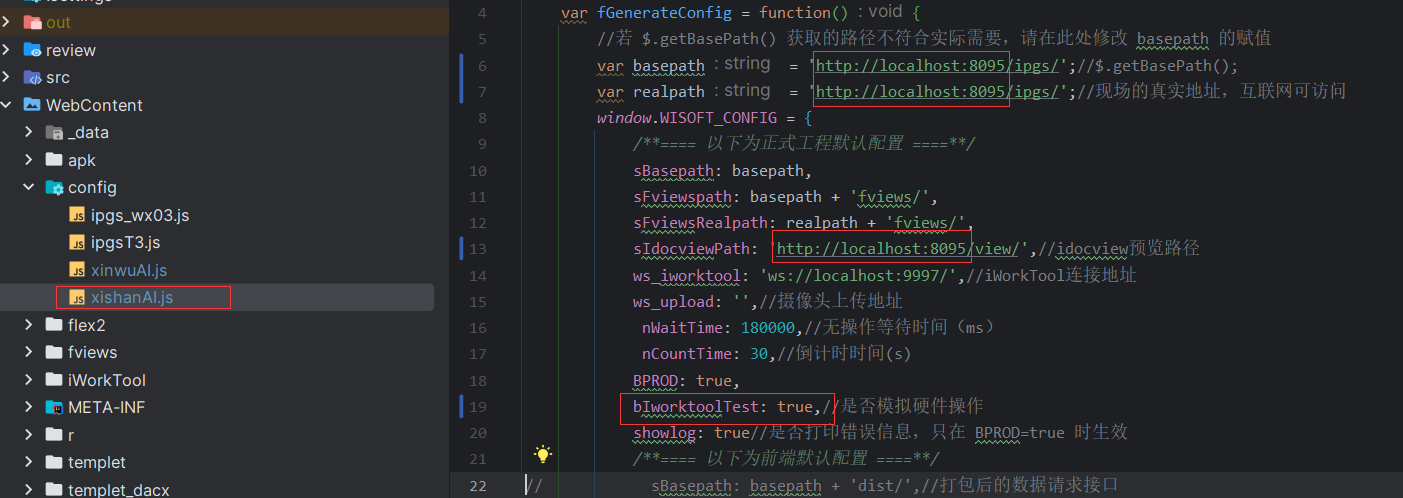 .settings
out
review
src
WebContent
_data
apk
config
ipgs_wx03.js
ipgsT3.js
xinwuAI.js
xishanAI.js
flex2
fviews
iWorkTool
META-INF
r
templet
templet_dacx
4 var fGenerateConfig = function() : void {
5 //若 $.getBasePath() 获取的路径不符合实际需要，请在此处修改 basepath 的赋值
6 var basepath : string = 'http://localhost:8095/ipgs/';//$.getBasePath();
7 var realpath : string = 'http://localhost:8095/ipgs/';//现场的真实地址，互联网可访问
8 window.WISOFT_CONFIG = {
9 /**==== 以下为正式工程默认配置 ====**/
10 sBasepath: basepath,
11 sFviewspath: basepath + 'fviews/',
12 sFviewsRealpath: realpath + 'fviews/',
13 sIdocviewPath: 'http://localhost:8095/view/',//idocview预览路径
14 ws_iworktool: 'ws://localhost:9997/',//iWorkTool连接地址
15 ws_upload: '',//摄像头上传地址
16 nWaitTime: 180000,//无操作等待时间（ms）
17 nCountTime: 30,//倒计时时间(s)
18 BPROD: true,
19 bIworktoolTest: true,//是否模拟硬件操作
20 showlog: true//是否打印错误信息，只在 BPROD=true 时生效
21 /**==== 以下为前端默认配置 ====**/
22 // sBasepath: basepath + 'dist/',//打包后的数据请求接口